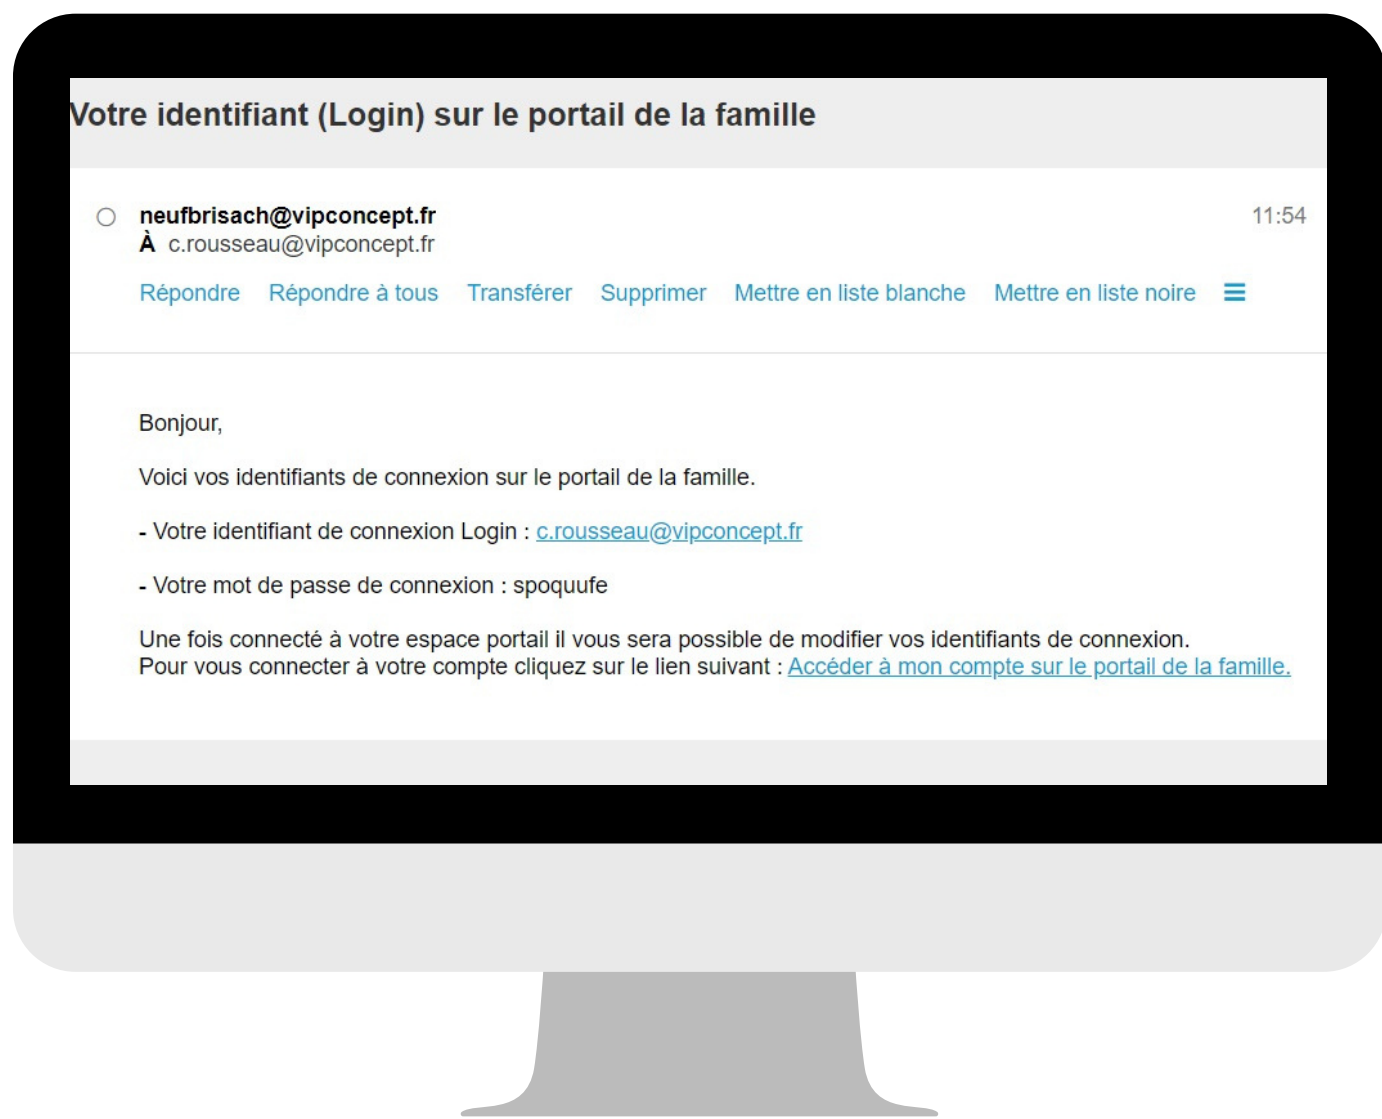 Votre identifiant (Login) sur le portail de la famille
neufbrisach@vipconcept.fr 11:54
À c.rousseau@vipconcept.fr
Répondre Répondre à tous Transférer Supprimer Mettre en liste blanche Mettre en liste noire
Bonjour,
Voici vos identifiants de connexion sur le portail de la famille.
- Votre identifiant de connexion Login : c.rousseau@vipconcept.fr
- Votre mot de passe de connexion : spoquufe
Une fois connecté à votre espace portail il vous sera possible de modifier vos identifiants de connexion.
Pour vous connecter à votre compte cliquez sur le lien suivant : Accéder à mon compte sur le portail de la famille.